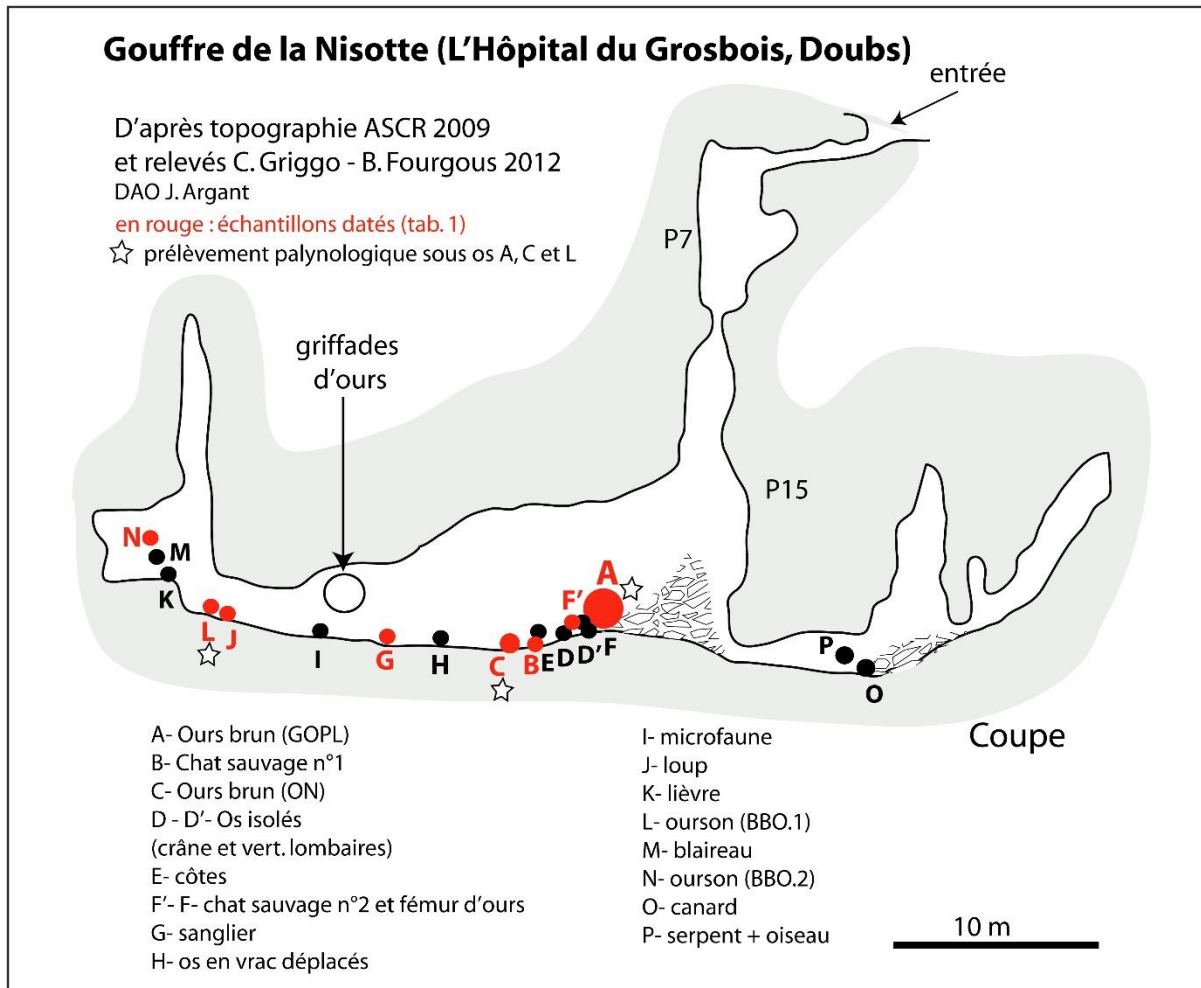 Gouffre de la Nisotte (L'Hôpital du Grosbois, Doubs)
entrée
D'après topographie ASCR 2009
et relevés C. Griggo - B. Fourgous 2012
DAO J. Argant
en rouge : échantillons datés (tab. 1)
prélèvement palynologique sous os A, C et L
P7
griffades
d'ours
P15
N
M
K
L
J
I
G
H
C
B
E
D
D'
F
F'
A
P
O
Coupe
A- Ours brun (GOPL)
B- Chat sauvage n°1
C- Ours brun (ON)
D - D'- Os isolés
(crâne et vert. lombaires)
E- côtes
F'- F- chat sauvage n°2 et fémur d'ours
G- sanglier
H- os en vrac déplacés
I- microfaune
J- loup
K- lièvre
L- ourson (BBO.1)
M- blaireau
N- ourson (BBO.2)
O- canard
P- serpent + oiseau
10 m